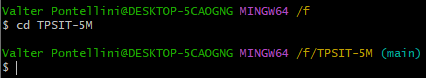 Valter Pontellini@DESKTOP-5CAOGNG MINGW64 /f
$ cd TPSIT-5M
Valter Pontellini@DESKTOP-5CAOGNG MINGW64 /f/TPSIT-5M (main)
$